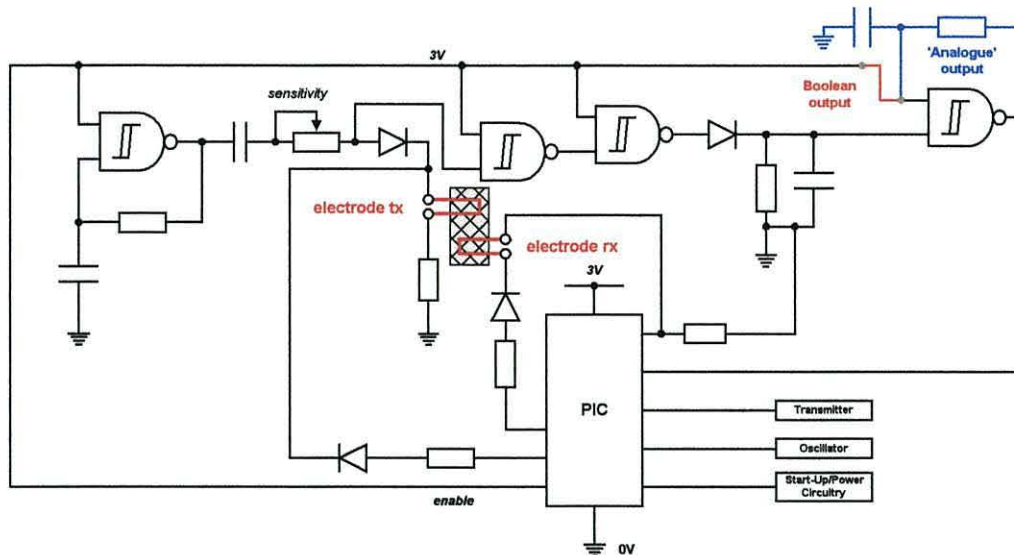 3V
'Analogue'
output
Boolean
output
sensitivity
electrode tx
electrode rx
3V
PIC
Transmitter
Oscillator
Start-Up/Power
Circuitry
enable
0V